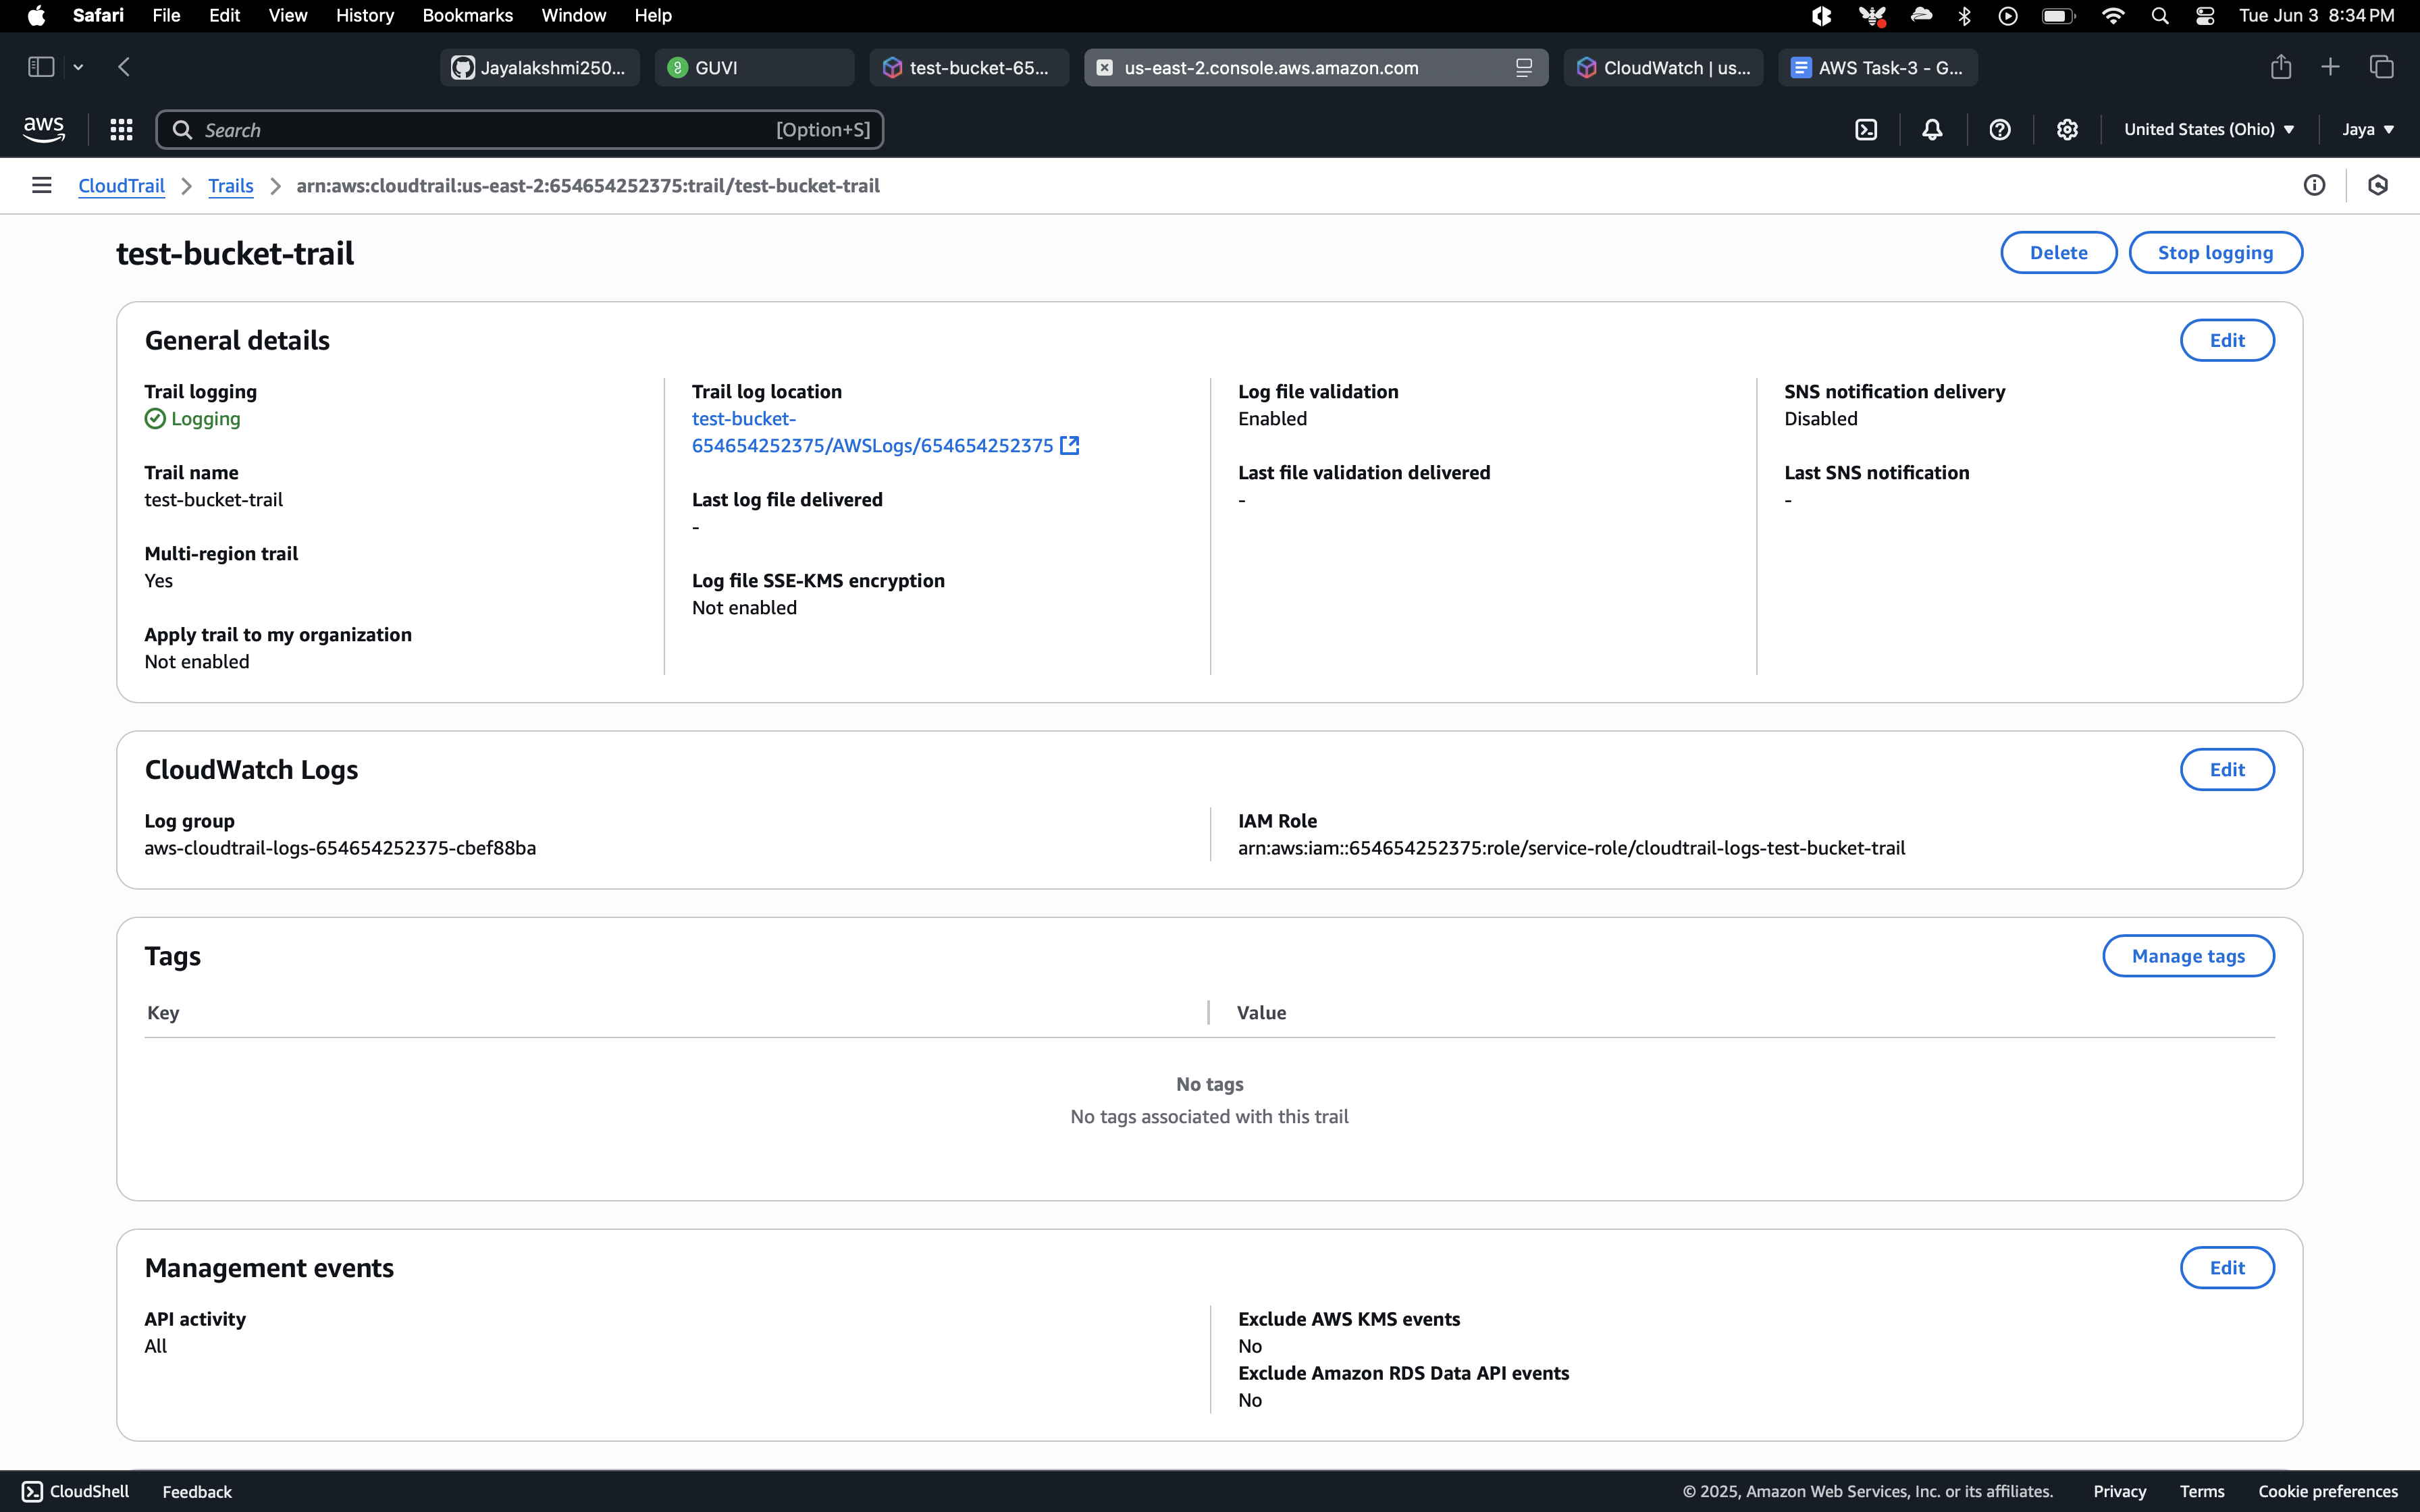 Safari File Edit View History Bookmarks Window Help Tue Jun 3 8:34 PM
Jayalakshmi250... GUVI test-bucket-65... us-east-2.console.aws.amazon.com CloudWatch | us... AWS Task-3 - G...
aws Search [Option+S] United States (Ohio) Jaya
CloudTrail Trails arn:aws:cloudtrail:us-east-2:654654252375:trail/test-bucket-trail
test-bucket-trail
Delete Stop logging
General details
Edit
Trail logging
Logging
Trail name
test-bucket-trail
Multi-region trail
Yes
Apply trail to my organization
Not enabled
Trail log location
test-bucket-
654654252375/AWSLogs/654654252375
Last log file delivered
-
Log file SSE-KMS encryption
Not enabled
Log file validation
Enabled
Last file validation delivered
-
SNS notification delivery
Disabled
Last SNS notification
-
CloudWatch Logs
Edit
Log group
aws-cloudtrail-logs-654654252375-cbef88ba
IAM Role
arn:aws:iam::654654252375:role/service-role/cloudtrail-logs-test-bucket-trail
Tags
Manage tags
Key Value
No tags
No tags associated with this trail
Management events
Edit
API activity
All
Exclude AWS KMS events
No
Exclude Amazon RDS Data API events
No
CloudShell Feedback © 2025, Amazon Web Services, Inc. or its affiliates. Privacy Terms Cookie preferences